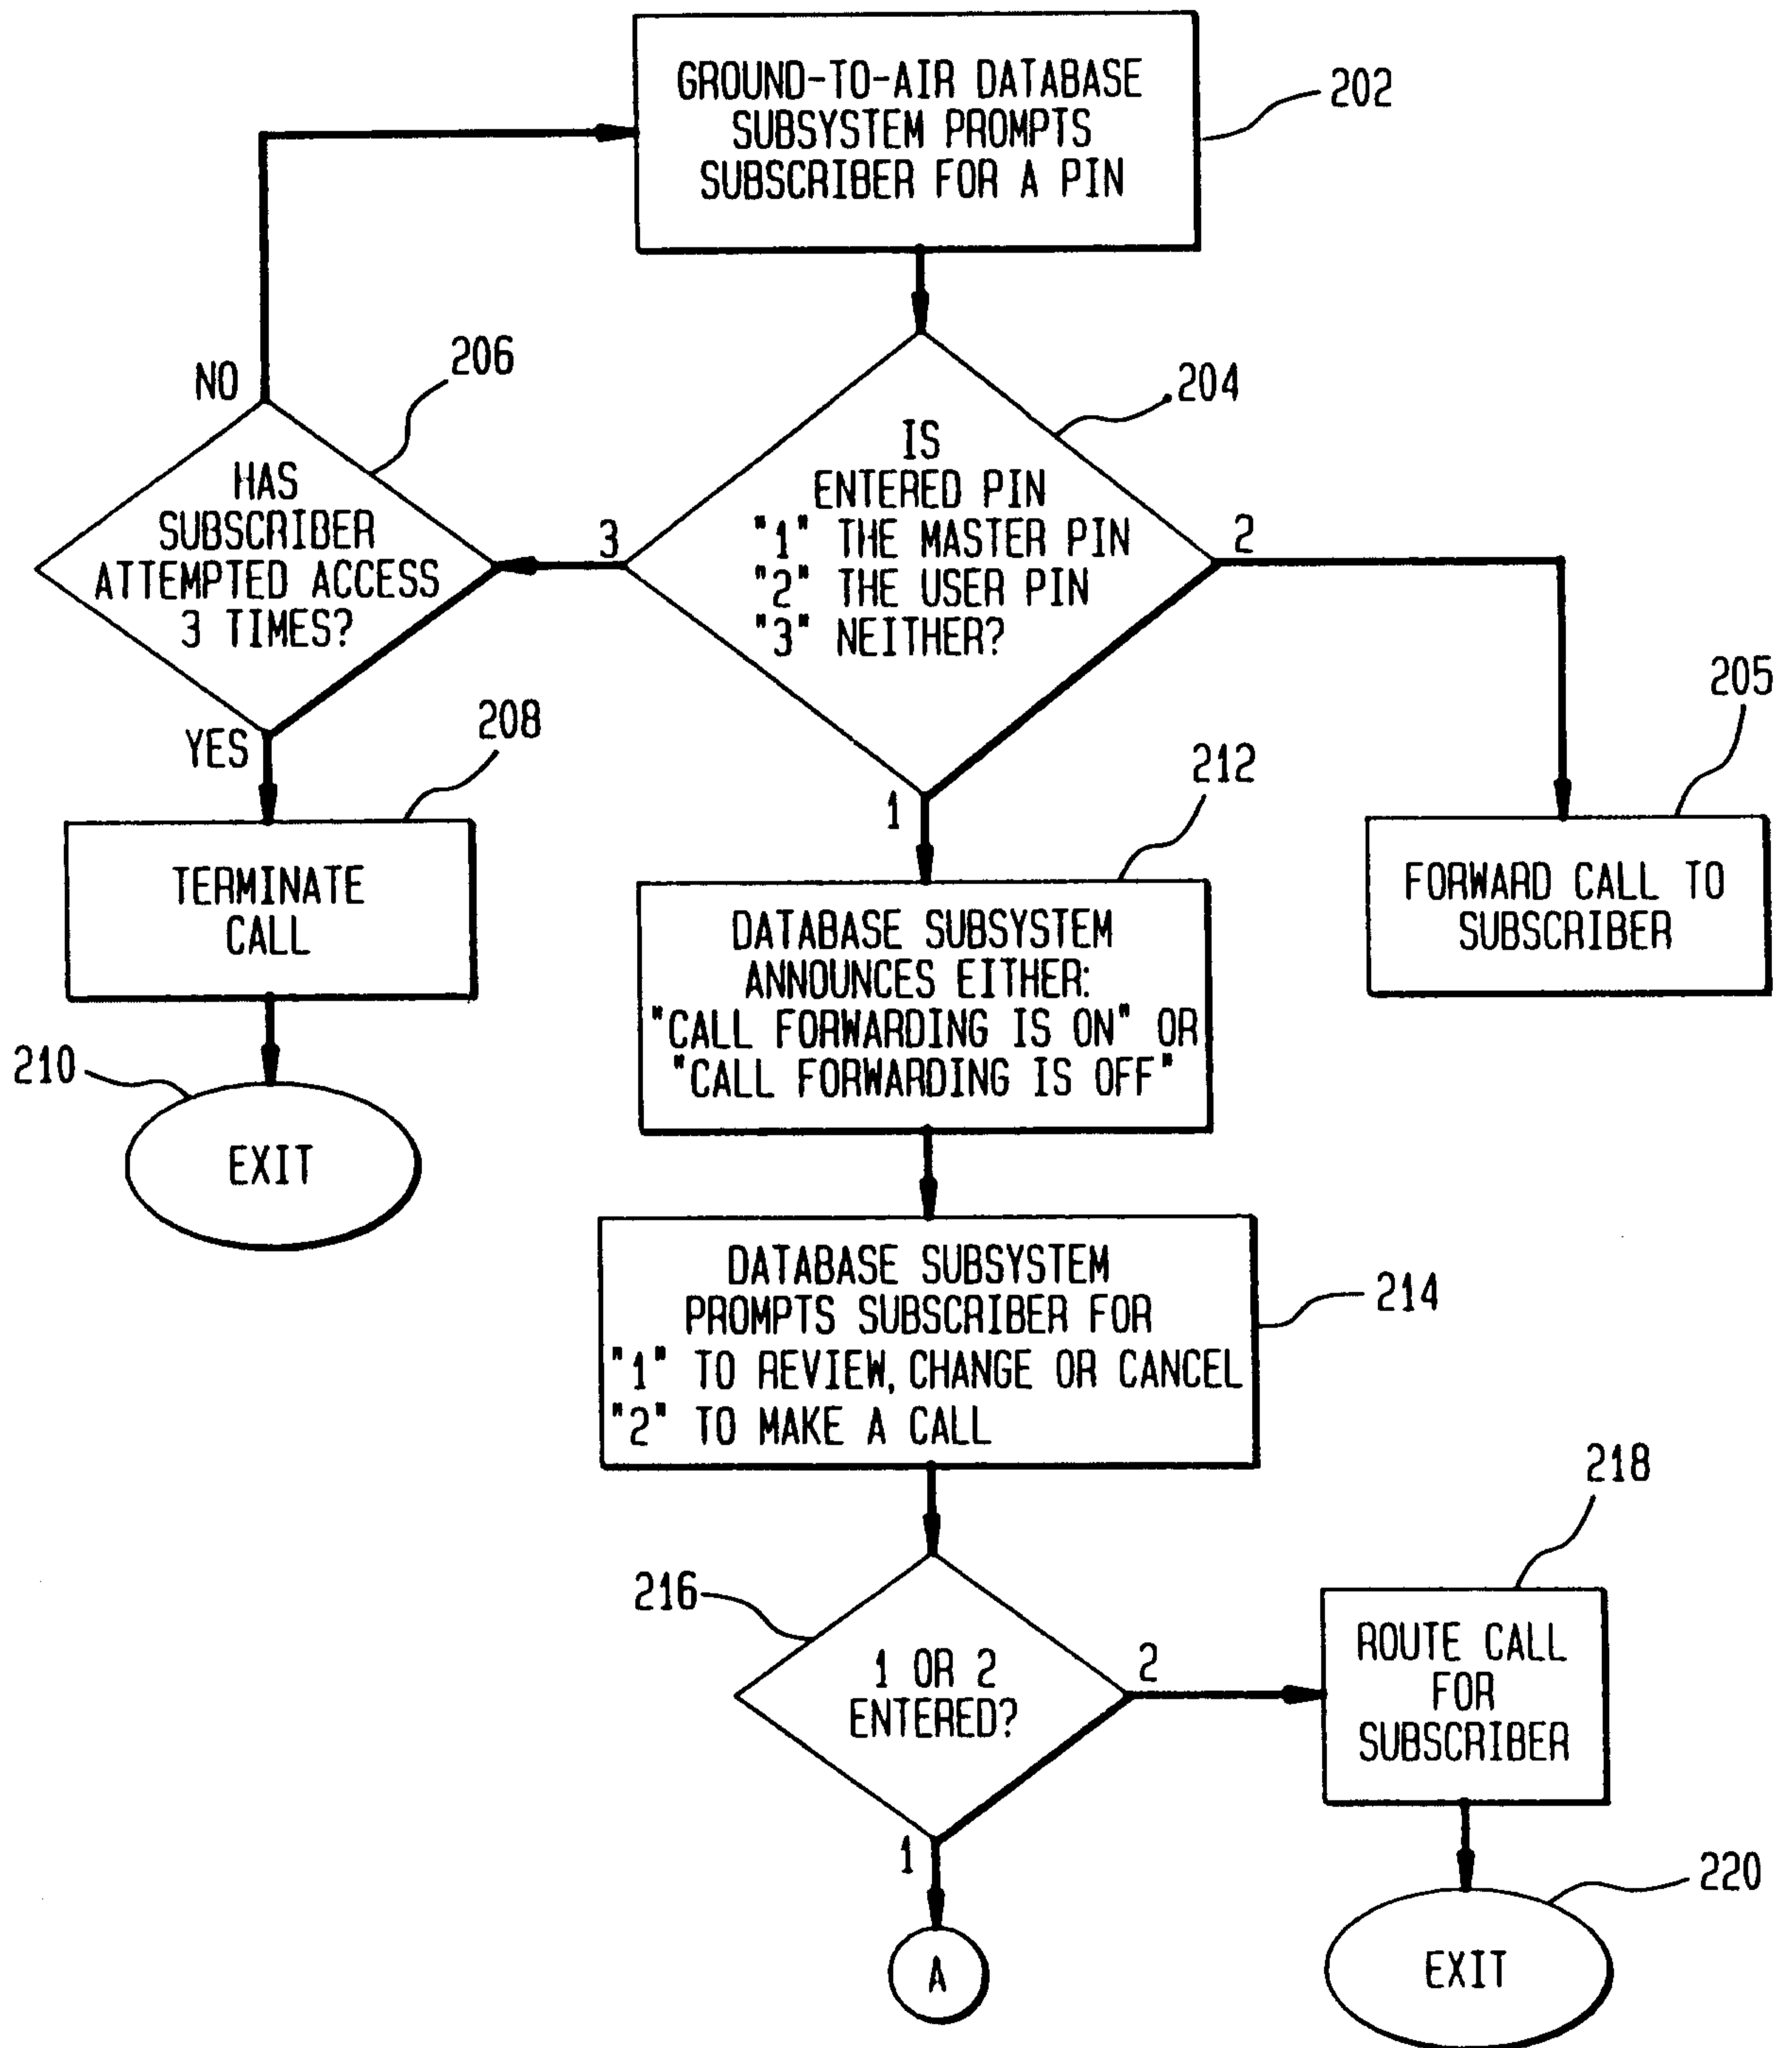 GROUND-TO-AIR DATABASE
SUBSYSTEM PROMPTS
SUBSCRIBER FOR A PIN
202
NO
206
HAS
SUBSCRIBER
ATTEMPTED ACCESS
3 TIMES?
3
204
IS
ENTERED PIN
"1" THE MASTER PIN
"2" THE USER PIN
"3" NEITHER?
2
205
FORWARD CALL TO
SUBSCRIBER
YES
208
TERMINATE
CALL
210
EXIT
1
212
DATABASE SUBSYSTEM
ANNOUNCES EITHER:
"CALL FORWARDING IS ON" OR
"CALL FORWARDING IS OFF"
214
DATABASE SUBSYSTEM
PROMPTS SUBSCRIBER FOR
"1" TO REVIEW, CHANGE OR CANCEL
"2" TO MAKE A CALL
216
1 OR 2
ENTERED?
2
218
ROUTE CALL
FOR
SUBSCRIBER
1
A
220
EXIT